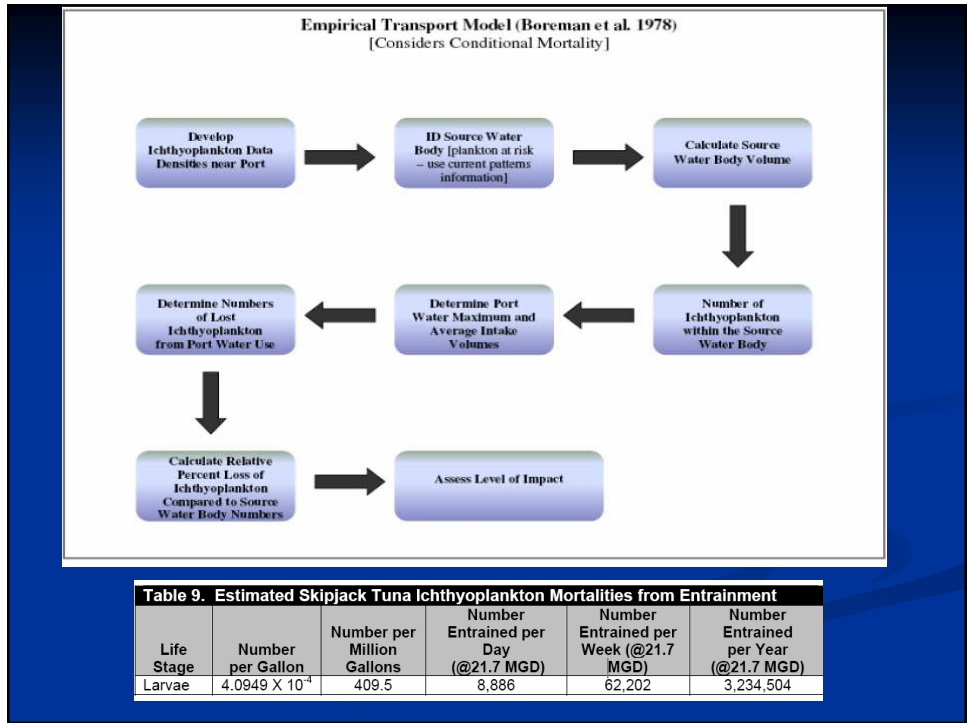 Empirical Transport Model (Boreman et al. 1978)
[Considers Conditional Mortality]
Develop
Ichthyoplankton Data
Densities near Port
ID Source Water
Body [plankton at risk
– use current patterns
information]
Calculate Source
Water Body Volume
Number of
Ichthyoplankton
within the Source
Water Body
Determine Port
Water Maximum and
Average Intake
Volumes
Determine Numbers
of Lost
Ichthyoplankton
from Port Water Use
Calculate Relative
Percent Loss of
Ichthyoplankton
Compared to Source
Water Body Numbers
Assess Level of Impact
Table 9. Estimated Skipjack Tuna Ichthyoplankton Mortalities from Entrainment
Life
Stage
Number
per Gallon
Number per
Million
Gallons
Number
Entrained per
Day
(@21.7 MGD)
Number
Entrained per
Week (@21.7
MGD)
Number
Entrained
per Year
(@21.7 MGD)
Larvae 4.0949 X 10⁻⁴ 409.5 8,886 62,202 3,234,504